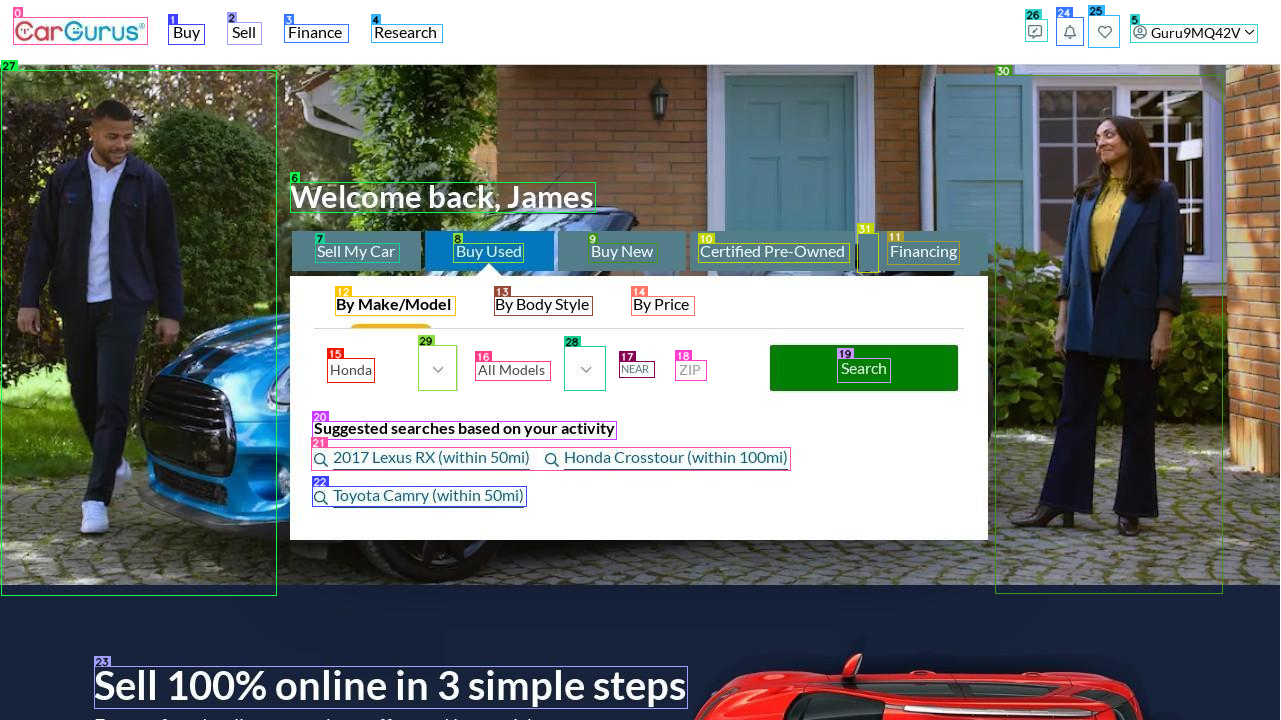 CarGurus®
Buy
Sell
Finance
Research
Guru9MQ42V
Welcome back, James
Sell My Car
Buy Used
Buy New
Certified Pre-Owned
Financing
By Make/Model
By Body Style
By Price
Honda
All Models
NEAR
ZIP
Search
Suggested searches based on your activity
2017 Lexus RX (within 50mi)
Honda Crosstour (within 100mi)
Toyota Camry (within 50mi)
Sell 100% online in 3 simple steps
0
1
2
3
4
5
6
7
8
9
10
11
12
13
14
15
16
17
18
19
20
21
22
23
24
25
26
27
28
29
30
31